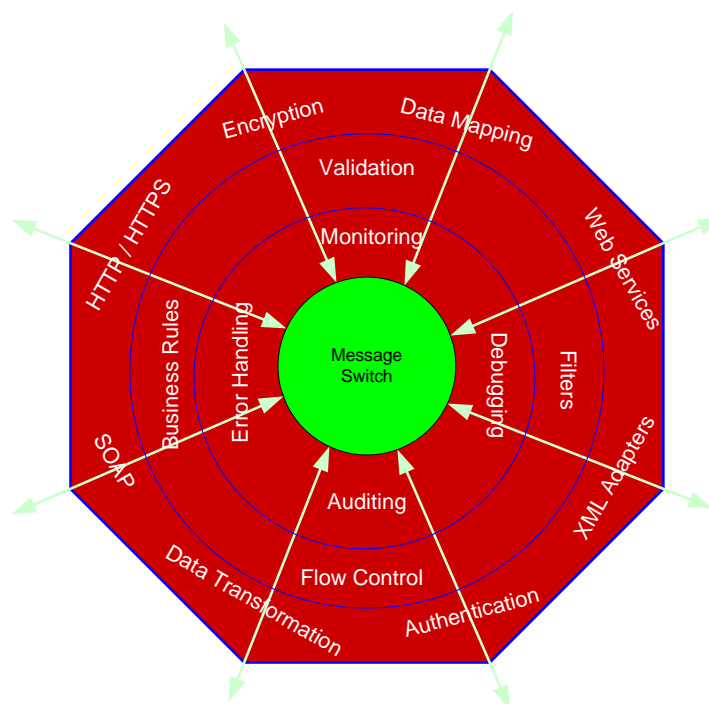 Encryption
Data Mapping
Validation
HTTP / HTTPS
Web Services
Monitoring
Business Rules
Error Handling
Message
Switch
Debugging
Filters
SOAP
XML Adapters
Auditing
Data Transformation
Flow Control
Authentication